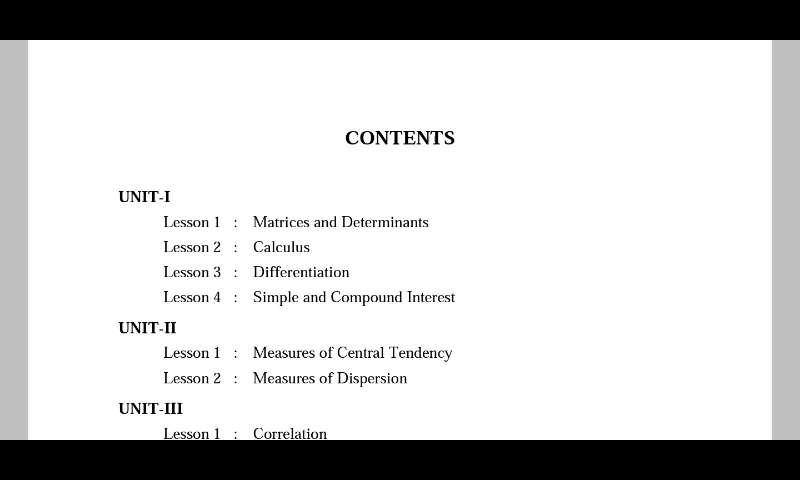 CONTENTS
UNIT-I
Lesson 1 : Matrices and Determinants
Lesson 2 : Calculus
Lesson 3 : Differentiation
Lesson 4 : Simple and Compound Interest
UNIT-II
Lesson 1 : Measures of Central Tendency
Lesson 2 : Measures of Dispersion
UNIT-III
Lesson 1 : Correlation